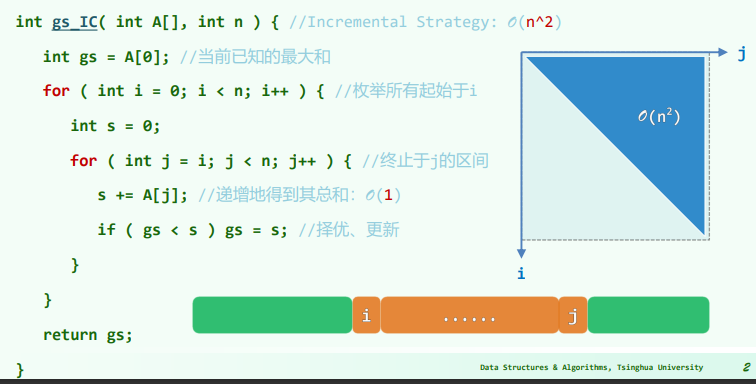 int gs_IC( int A[], int n ) { //Incremental Strategy: O(n^2)
int gs = A[0]; //当前已知的最大和
for ( int i = 0; i < n; i++ ) { //枚举所有起始于i
int s = 0;
for ( int j = i; j < n; j++ ) { //终止于j的区间
s += A[j]; //递增地得到其总和：O(1)
if ( gs < s ) gs = s; //择优、更新
}
}
return gs;
}
j
O(n²)
i
i ...... j
Data Structures & Algorithms, Tsinghua University 2